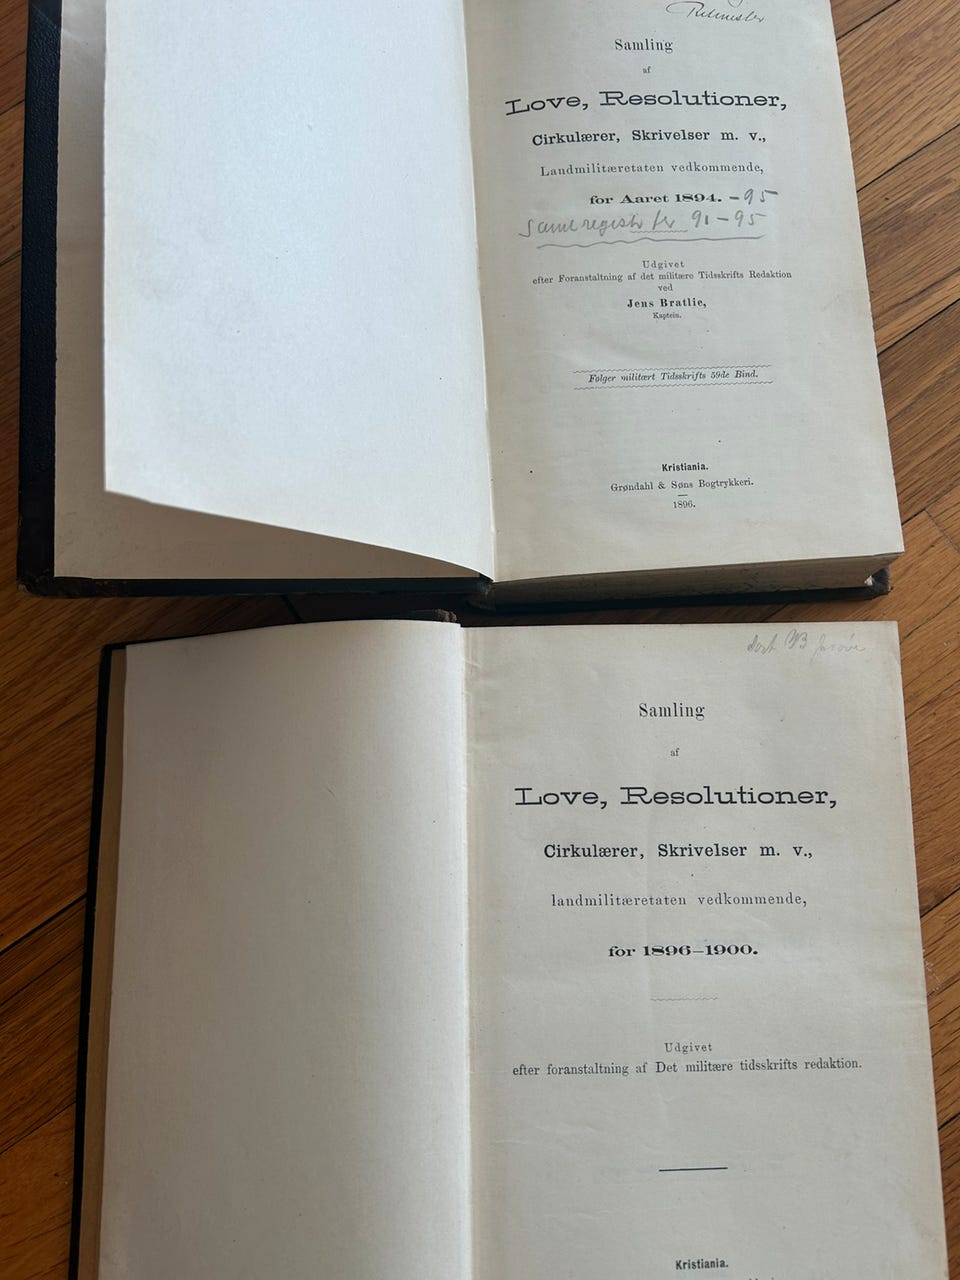 Ritmester
Samling
af
Love, Resolutioner,
Cirkulærer, Skrivelser m. v.,
Landmilitæretaten vedkommende,
for Aaret 1894. – 95
samt register for 91 – 95
Udgivet
efter Foranstaltning af det militære Tidsskrifts Redaktion
ved
Jens Bratlie,
Kaptein.
Følger militært Tidsskrifts 59de Bind.
Kristiania.
Grøndahl & Søns Bogtrykkeri.
1896.
Samling
af
Love, Resolutioner,
Cirkulærer, Skrivelser m. v.,
landmilitæretaten vedkommende,
for 1896–1900.
Udgivet
efter foranstaltning af Det militære tidsskrifts redaktion.
Kristiania.